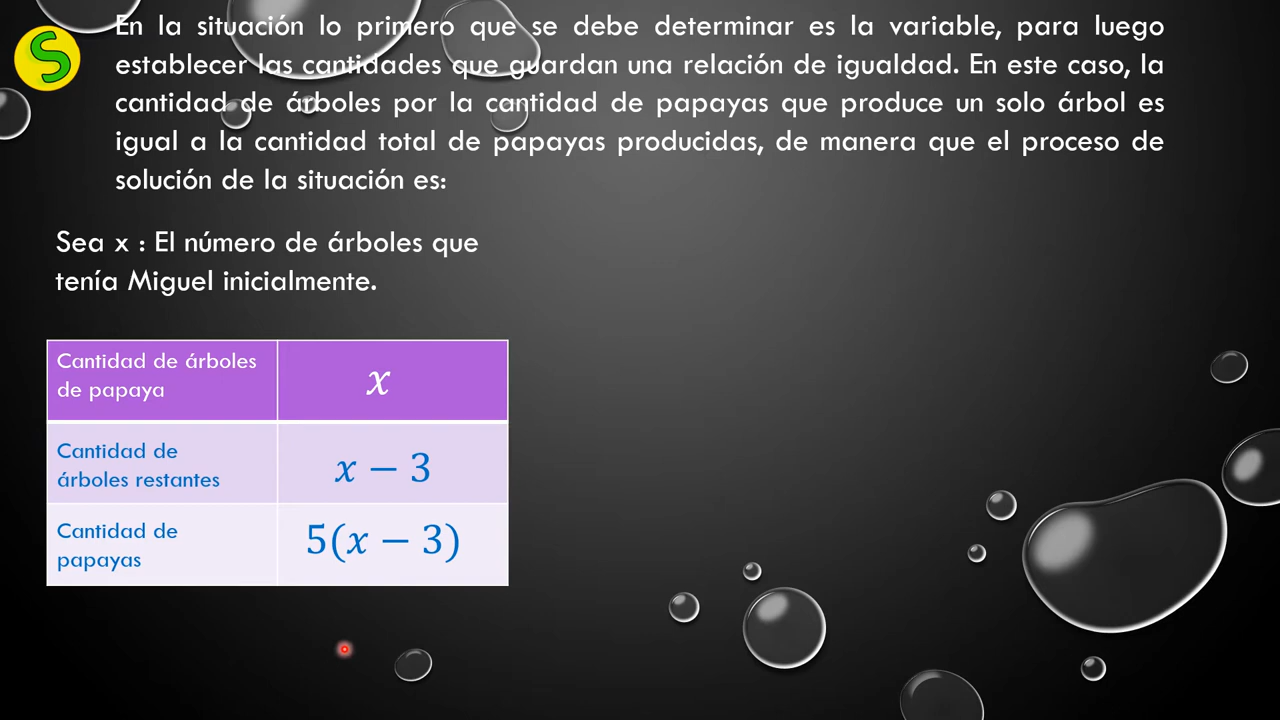 S
En la situación lo primero que se debe determinar es la variable, para luego
establecer las cantidades que guardan una relación de igualdad. En este caso, la
cantidad de árboles por la cantidad de papayas que produce un solo árbol es
igual a la cantidad total de papayas producidas, de manera que el proceso de
solución de la situación es:
Sea x : El número de árboles que
tenía Miguel inicialmente.
Cantidad de árboles
de papaya
x
Cantidad de
árboles restantes
x − 3
Cantidad de
papayas
5(x − 3)